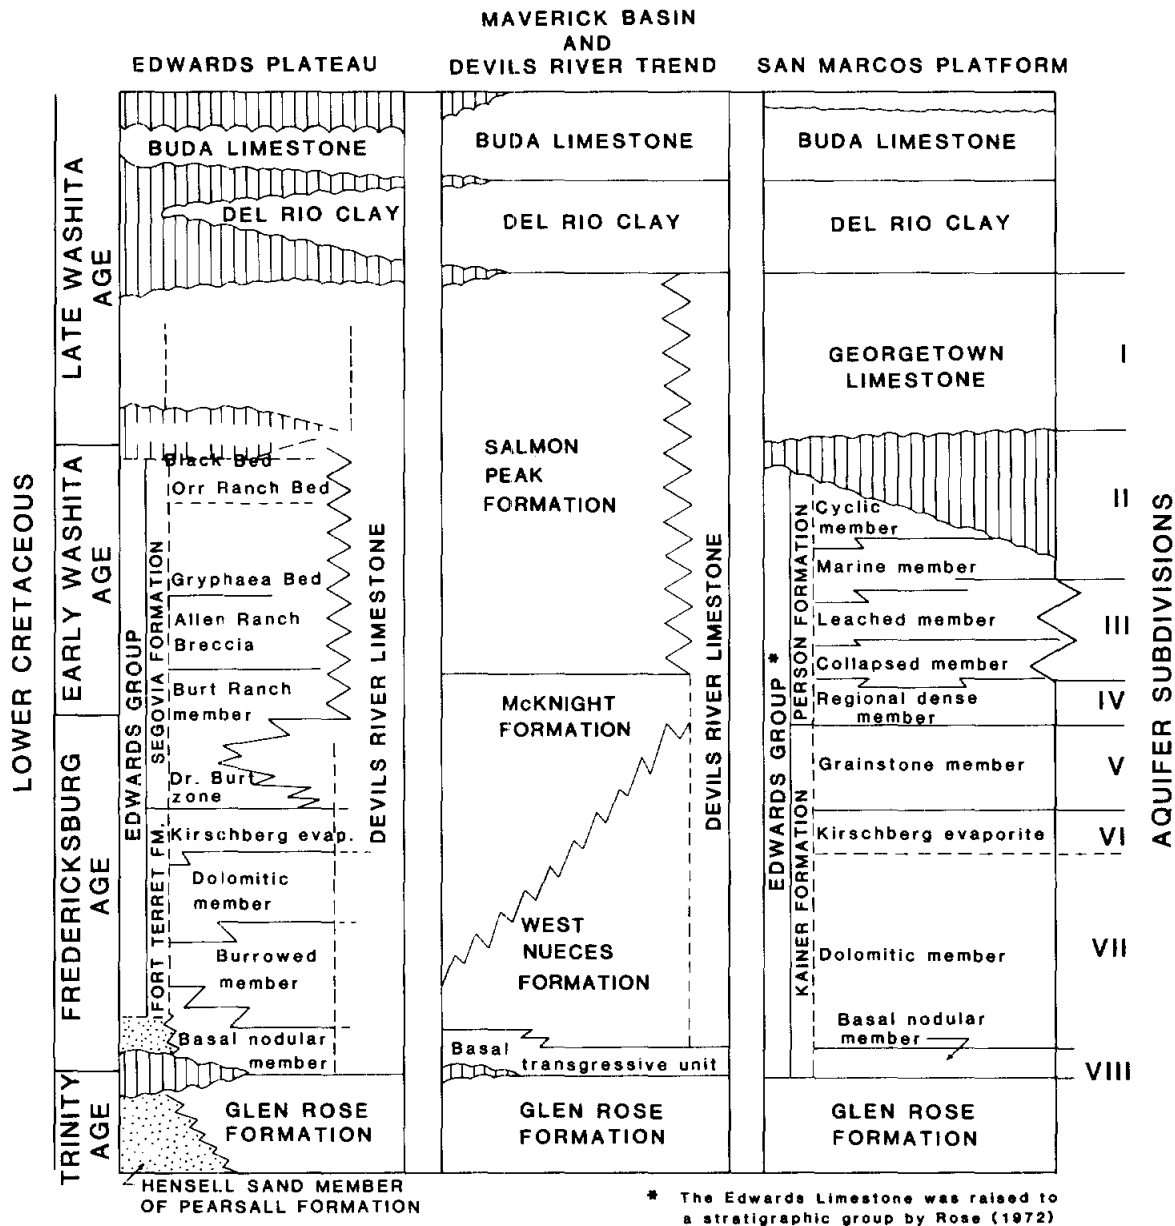 MAVERICK BASIN
AND
EDWARDS PLATEAU
DEVILS RIVER TREND
SAN MARCOS PLATFORM
LOWER CRETACEOUS
LATE WASHITA
AGE
EARLY WASHITA
AGE
FREDERICKSBURG
AGE
TRINITY
AGE
BUDA LIMESTONE
DEL RIO CLAY
EDWARDS GROUP
SEGOVIA FORMATION
Black Bed
Orr Ranch Bed
Gryphaea Bed
Allen Ranch
Breccia
Burt Ranch
member
Dr. Burt
zone
FORT TERRET FM.
Kirschberg evap.
Dolomitic
member
Burrowed
member
Basal nodular
member
DEVILS RIVER LIMESTONE
GLEN ROSE
FORMATION
HENSELL SAND MEMBER
OF PEARSALL FORMATION
BUDA LIMESTONE
DEL RIO CLAY
SALMON
PEAK
FORMATION
McKNIGHT
FORMATION
WEST
NUECES
FORMATION
Basal transgressive unit
DEVILS RIVER LIMESTONE
GLEN ROSE
FORMATION
BUDA LIMESTONE
DEL RIO CLAY
GEORGETOWN
LIMESTONE
EDWARDS GROUP *
PERSON FORMATION
Cyclic
member
Marine member
Leached member
Collapsed member
Regional dense
member
KAINER FORMATION
Grainstone member
Kirschberg evaporite
Dolomitic member
Basal nodular
member
GLEN ROSE
FORMATION
I
II
III
IV
V
VI
VII
VIII
AQUIFER SUBDIVISIONS
* The Edwards Limestone was raised to
a stratigraphic group by Rose (1972)